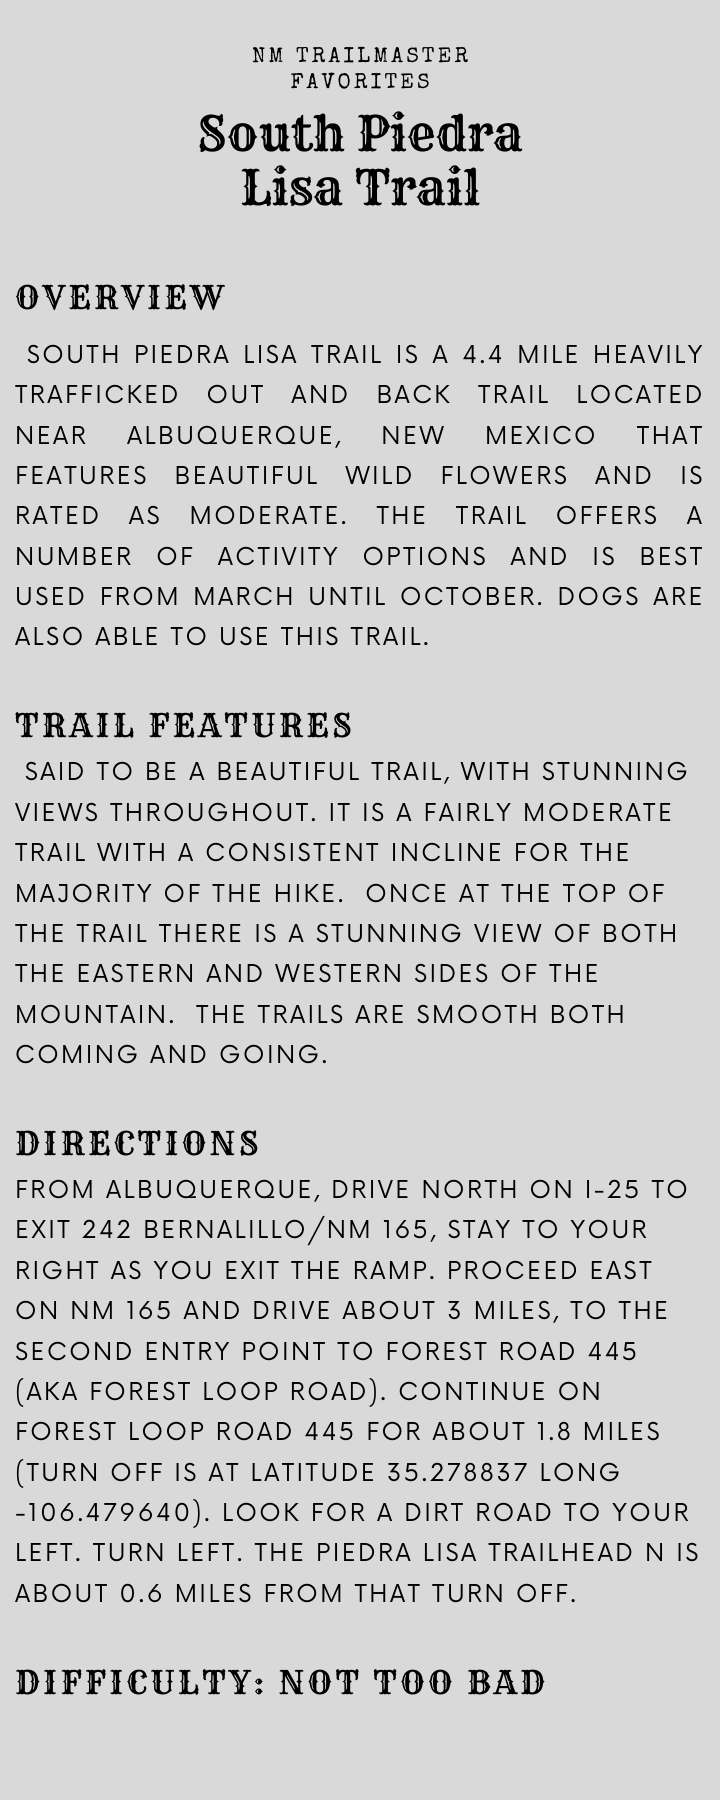 NM TRAILMASTER
FAVORITES
South Piedra
Lisa Trail
OVERVIEW
SOUTH PIEDRA LISA TRAIL IS A 4.4 MILE HEAVILY
TRAFFICKED OUT AND BACK TRAIL LOCATED
NEAR ALBUQUERQUE, NEW MEXICO THAT
FEATURES BEAUTIFUL WILD FLOWERS AND IS
RATED AS MODERATE. THE TRAIL OFFERS A
NUMBER OF ACTIVITY OPTIONS AND IS BEST
USED FROM MARCH UNTIL OCTOBER. DOGS ARE
ALSO ABLE TO USE THIS TRAIL.
TRAIL FEATURES
SAID TO BE A BEAUTIFUL TRAIL, WITH STUNNING
VIEWS THROUGHOUT. IT IS A FAIRLY MODERATE
TRAIL WITH A CONSISTENT INCLINE FOR THE
MAJORITY OF THE HIKE. ONCE AT THE TOP OF
THE TRAIL THERE IS A STUNNING VIEW OF BOTH
THE EASTERN AND WESTERN SIDES OF THE
MOUNTAIN. THE TRAILS ARE SMOOTH BOTH
COMING AND GOING.
DIRECTIONS
FROM ALBUQUERQUE, DRIVE NORTH ON I-25 TO
EXIT 242 BERNALILLO/NM 165, STAY TO YOUR
RIGHT AS YOU EXIT THE RAMP. PROCEED EAST
ON NM 165 AND DRIVE ABOUT 3 MILES, TO THE
SECOND ENTRY POINT TO FOREST ROAD 445
(AKA FOREST LOOP ROAD). CONTINUE ON
FOREST LOOP ROAD 445 FOR ABOUT 1.8 MILES
(TURN OFF IS AT LATITUDE 35.278837 LONG
-106.479640). LOOK FOR A DIRT ROAD TO YOUR
LEFT. TURN LEFT. THE PIEDRA LISA TRAILHEAD N IS
ABOUT 0.6 MILES FROM THAT TURN OFF.
DIFFICULTY: NOT TOO BAD